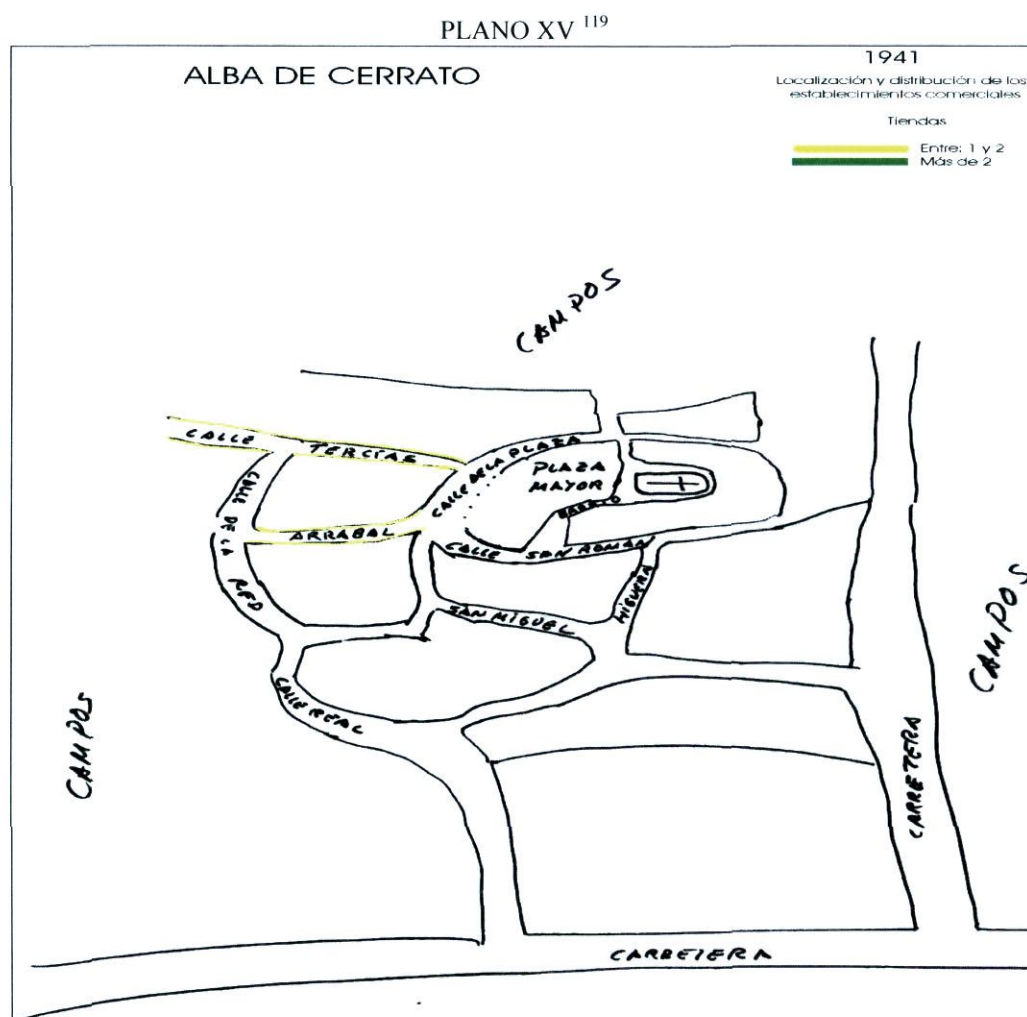 PLANO XV 119
ALBA DE CERRATO
1941
Localización y distribución de los
establecimientos comerciales
Tiendas
Entre: 1 y 2
Más de 2
CAMPOS
CALLE TERCIAS
CALLE DE LA PLAZA
PLAZA
MAYOR
CALLE DE LA RED
ARRABAL
CALLE SAN ROMÁN
HIGUERA
SAN MIGUEL
CALLE REAL
CAMPOS
CAMPOS
CARRETERA
CARRETERA